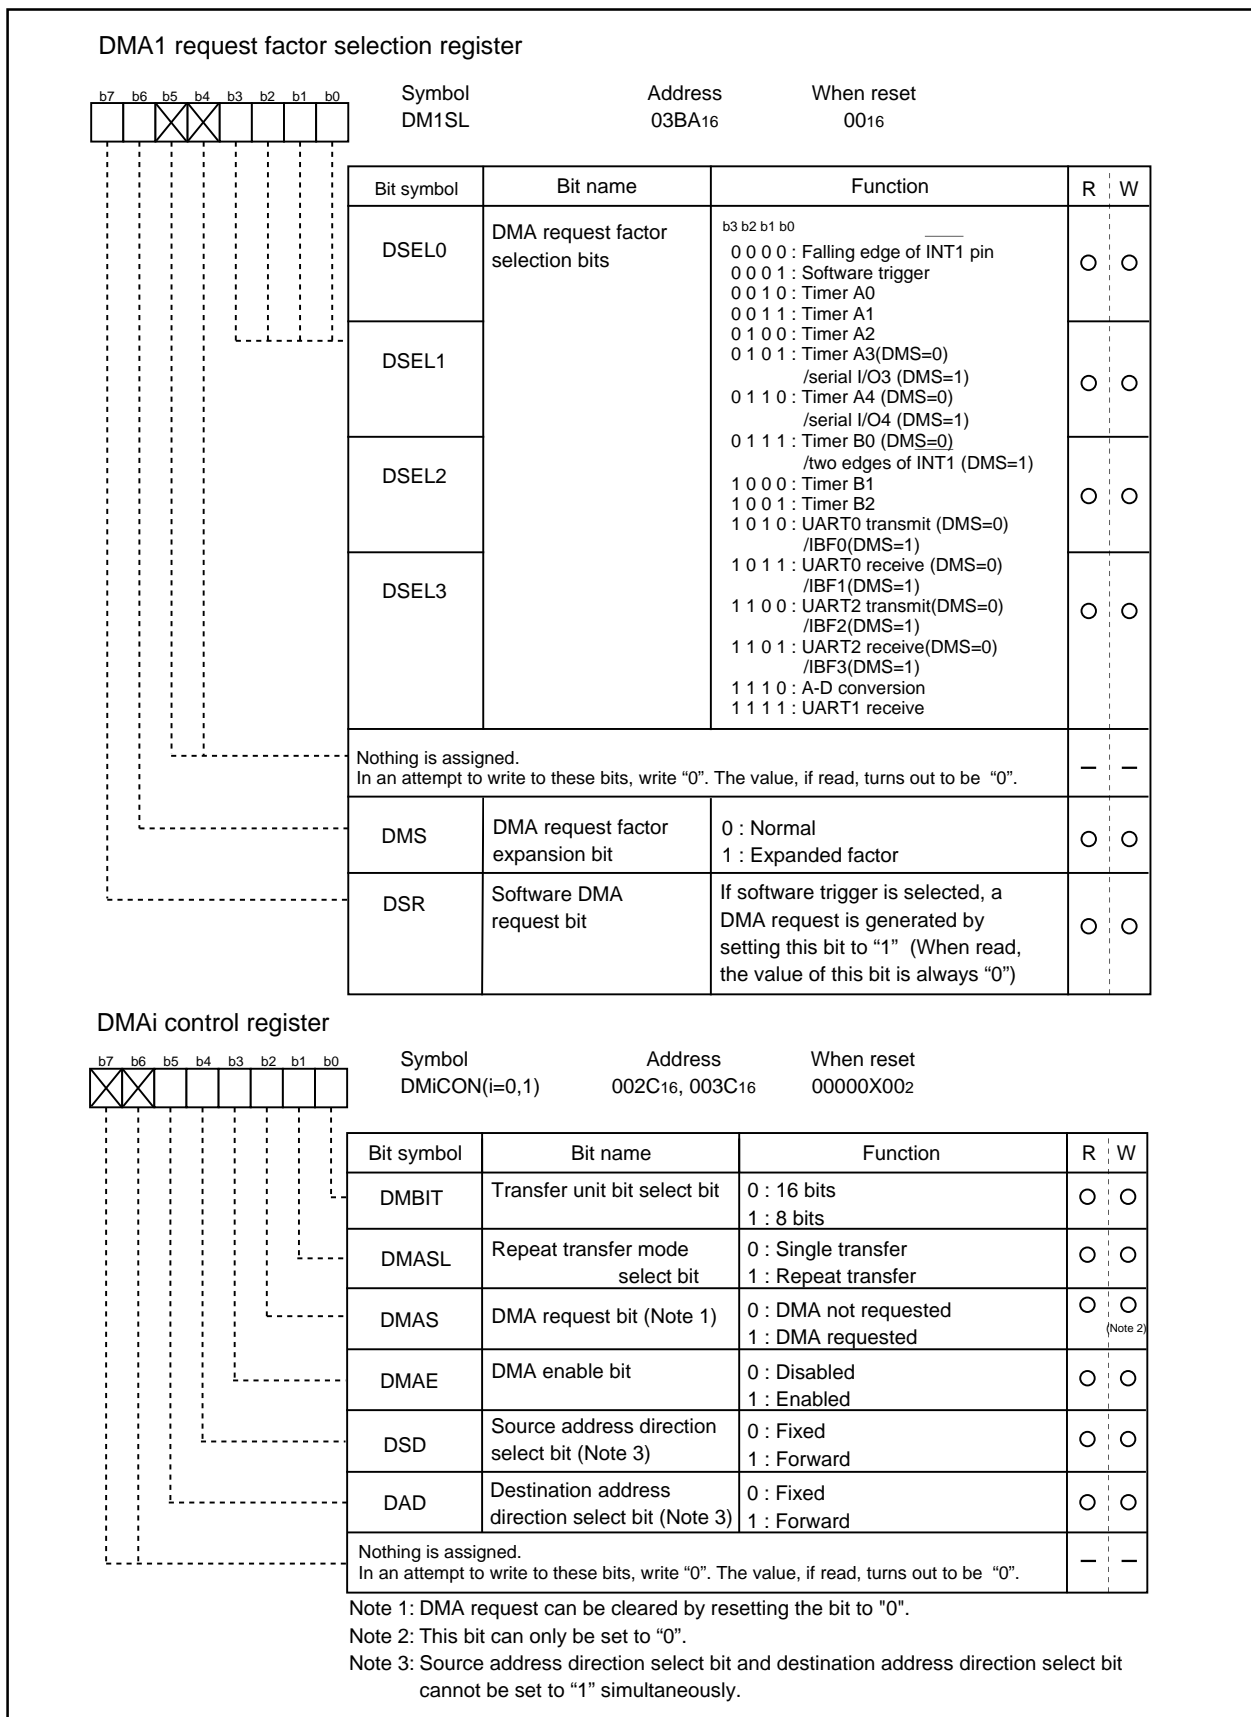 DMA1 request factor selection register
b7 b6 b5 b4 b3 b2 b1 b0
Symbol Address When reset
DM1SL 03BA16 0016
Bit symbol Bit name Function R W
DSEL0 DMA request factor selection bits
b3 b2 b1 b0
0 0 0 0 : Falling edge of INT1 pin
0 0 0 1 : Software trigger
0 0 1 0 : Timer A0
0 0 1 1 : Timer A1
0 1 0 0 : Timer A2
DSEL1
0 1 0 1 : Timer A3(DMS=0)
/serial I/O3 (DMS=1)
0 1 1 0 : Timer A4 (DMS=0)
/serial I/O4 (DMS=1)
0 1 1 1 : Timer B0 (DMS=0)
/two edges of INT1 (DMS=1)
DSEL2
1 0 0 0 : Timer B1
1 0 0 1 : Timer B2
1 0 1 0 : UART0 transmit (DMS=0)
/IBF0(DMS=1)
1 0 1 1 : UART0 receive (DMS=0)
/IBF1(DMS=1)
DSEL3
1 1 0 0 : UART2 transmit(DMS=0)
/IBF2(DMS=1)
1 1 0 1 : UART2 receive(DMS=0)
/IBF3(DMS=1)
1 1 1 0 : A-D conversion
1 1 1 1 : UART1 receive
Nothing is assigned.
In an attempt to write to these bits, write “0”. The value, if read, turns out to be “0”.
DMS
DMA request factor
expansion bit
0 : Normal
1 : Expanded factor
DSR
Software DMA
request bit
If software trigger is selected, a
DMA request is generated by
setting this bit to “1” (When read,
the value of this bit is always “0”)
DMAi control register
b7 b6 b5 b4 b3 b2 b1 b0
Symbol Address When reset
DMiCON(i=0,1) 002C16, 003C16 00000X002
Bit symbol Bit name Function R W
DMBIT
Transfer unit bit select bit
0 : 16 bits
1 : 8 bits
DMASL
Repeat transfer mode
select bit
0 : Single transfer
1 : Repeat transfer
DMAS
DMA request bit (Note 1)
0 : DMA not requested
1 : DMA requested
(Note 2)
DMAE
DMA enable bit
0 : Disabled
1 : Enabled
DSD
Source address direction
select bit (Note 3)
0 : Fixed
1 : Forward
DAD
Destination address
direction select bit (Note 3)
0 : Fixed
1 : Forward
Nothing is assigned.
In an attempt to write to these bits, write “0”. The value, if read, turns out to be “0”.
Note 1: DMA request can be cleared by resetting the bit to "0".
Note 2: This bit can only be set to “0”.
Note 3: Source address direction select bit and destination address direction select bit
cannot be set to “1” simultaneously.